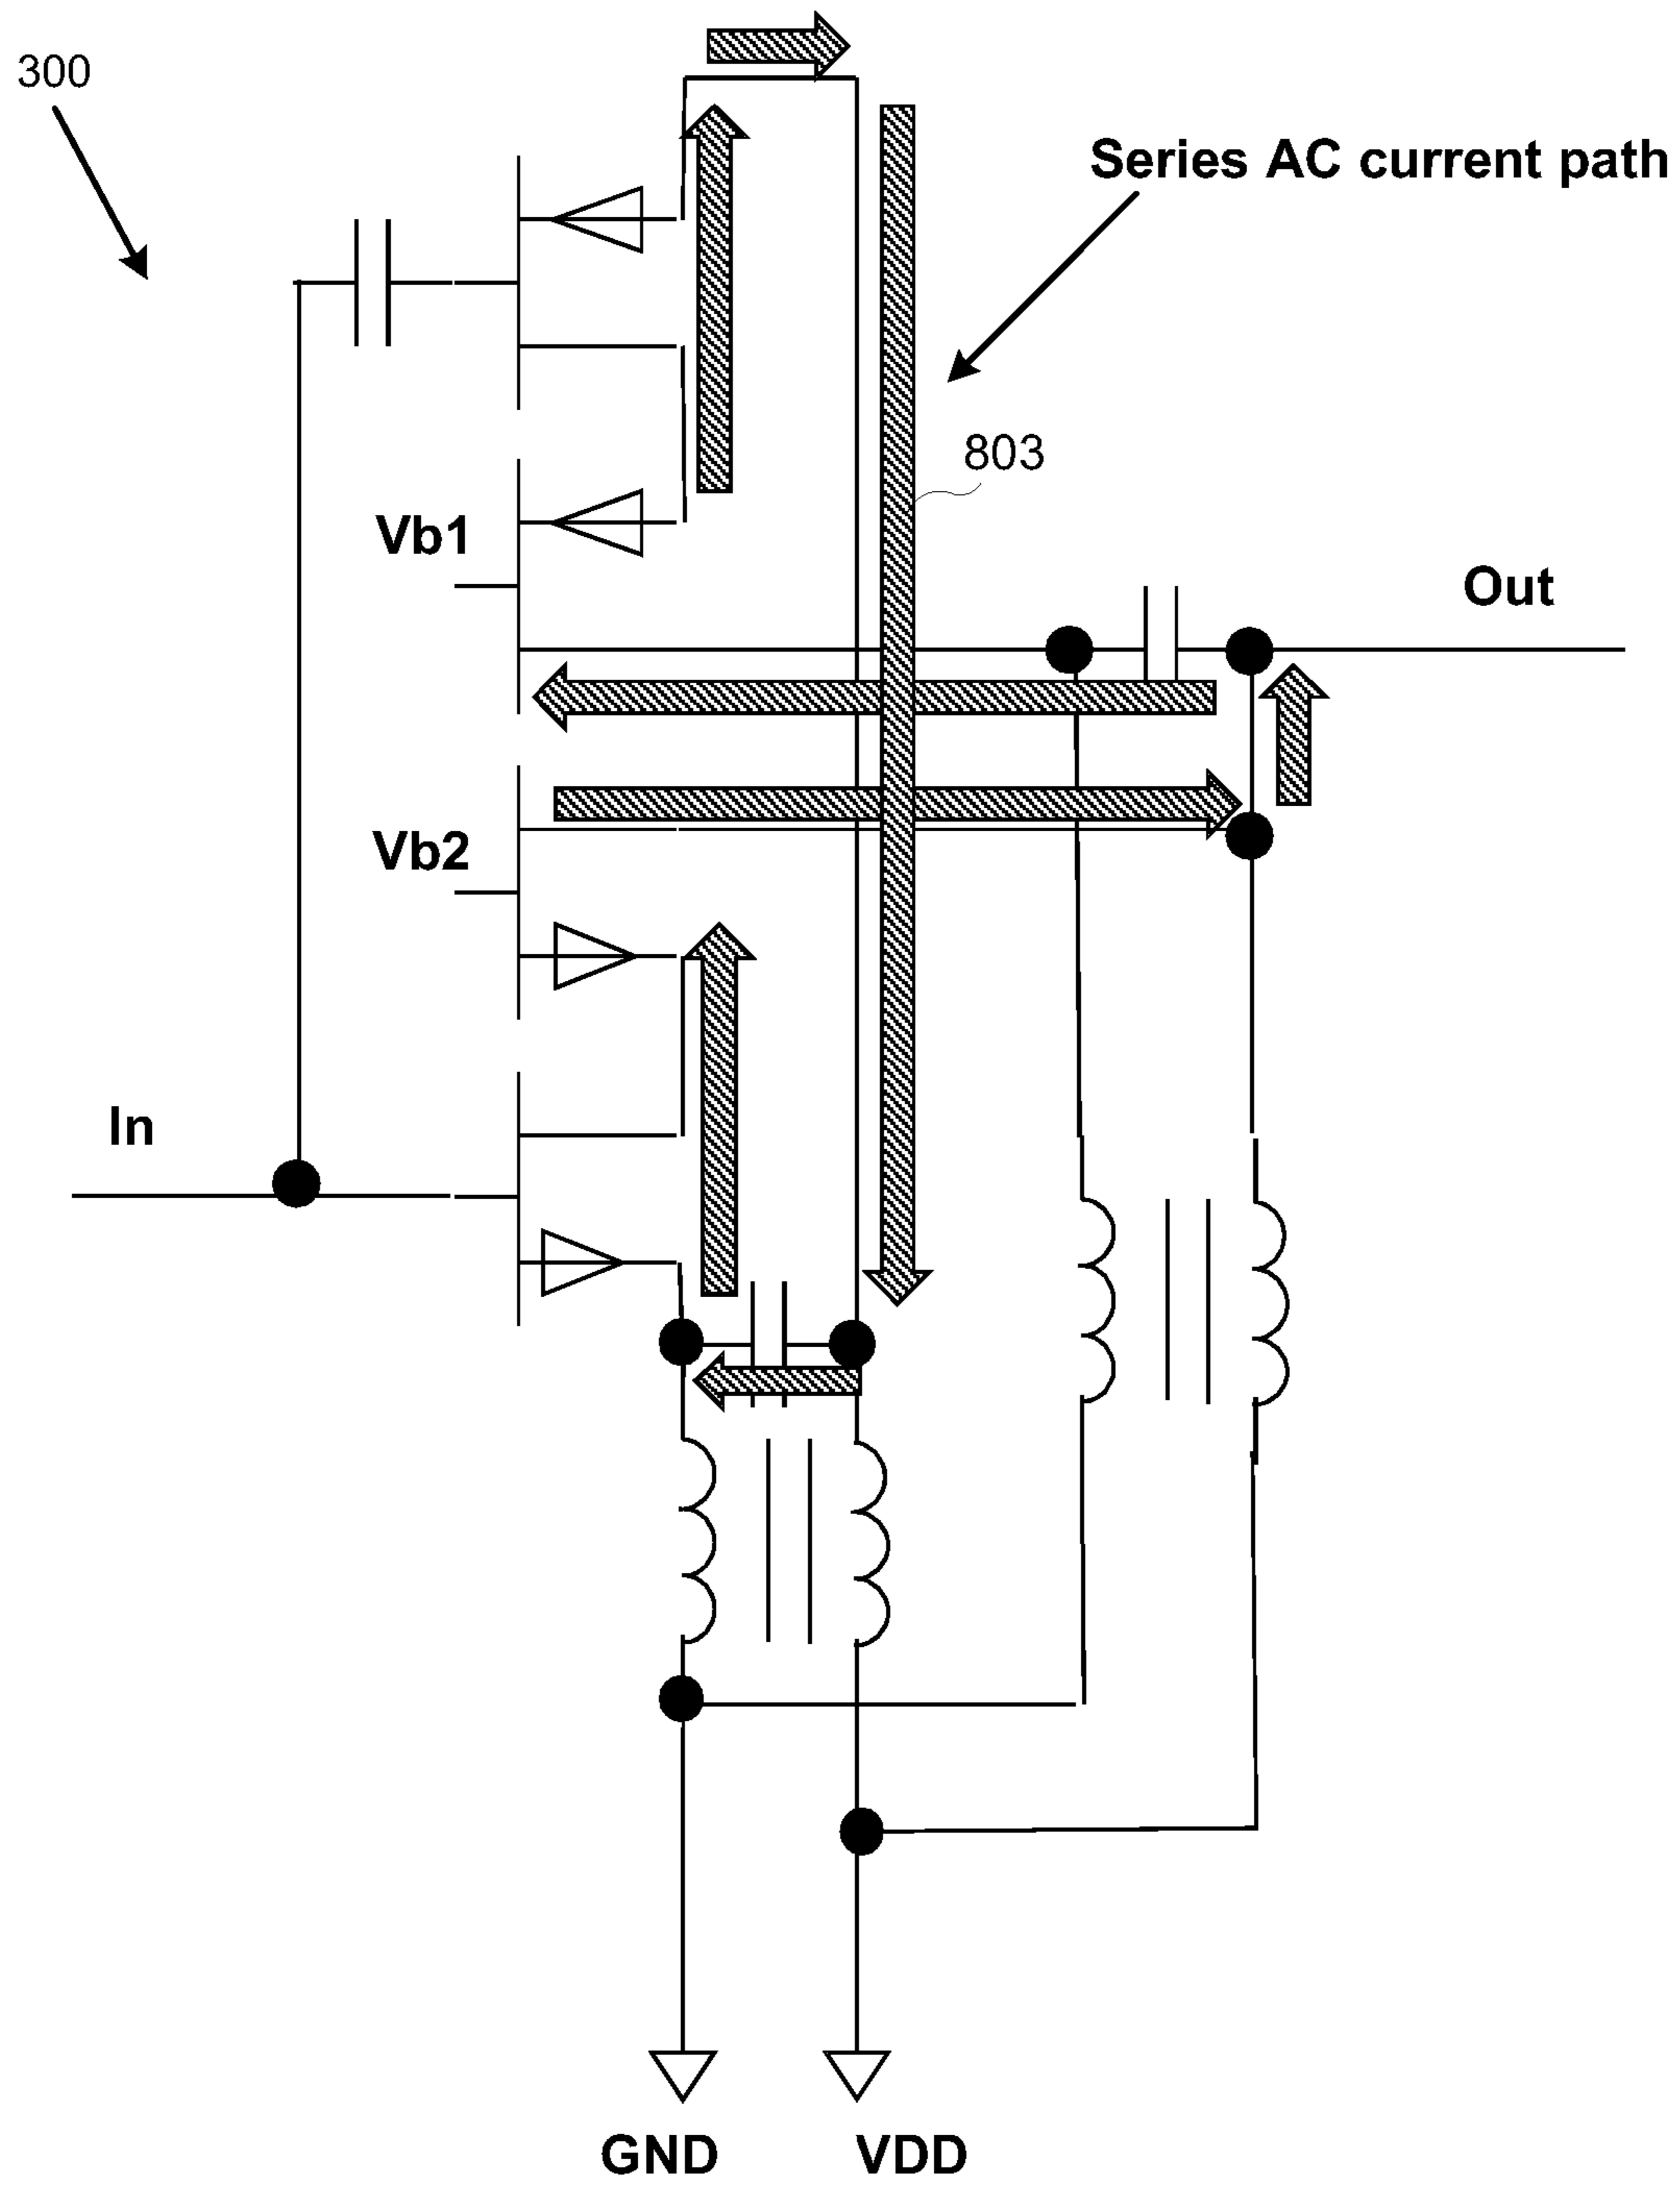 300
Series AC current path
803
Vb1
Out
Vb2
In
GND
VDD